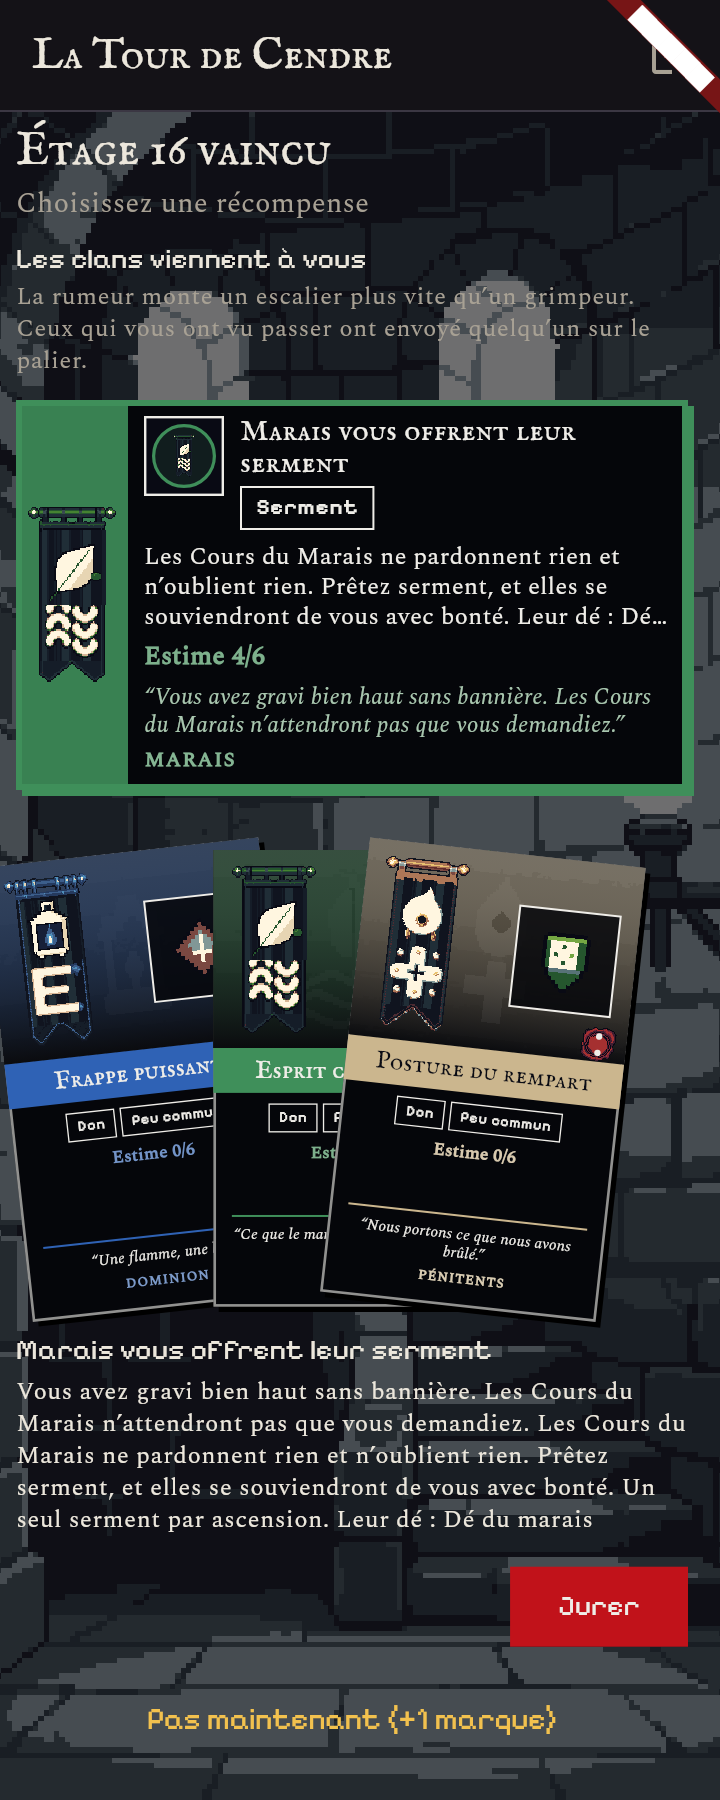 La Tour de Cendre
Étage 16 vaincu
Choisissez une récompense
Les clans viennent à vous
La rumeur monte un escalier plus vite qu’un grimpeur.
Ceux qui vous ont vu passer ont envoyé quelqu’un sur le
palier.
Marais vous offrent leur
serment
Serment
Les Cours du Marais ne pardonnent rien et
n’oublient rien. Prêtez serment, et elles se
souviendront de vous avec bonté. Leur dé : Dé…
Estime 4/6
“Vous avez gravi bien haut sans bannière. Les Cours
du Marais n’attendront pas que vous demandiez.”
MARAIS
E
Frappe puissan
Don
Peu commu
Estime 0/6
“Une flamme, une
DOMINION
Esprit
Don
Est
“Ce que le mar
Posture du rempart
Don
Peu commun
Estime 0/6
“Nous portons ce que nous avons
brûlé.”
PÉNITENTS
Marais vous offrent leur serment
Vous avez gravi bien haut sans bannière. Les Cours du
Marais n’attendront pas que vous demandiez. Les Cours du
Marais ne pardonnent rien et n’oublient rien. Prêtez
serment, et elles se souviendront de vous avec bonté. Un
seul serment par ascension. Leur dé : Dé du marais
Jurer
Pas maintenant (+1 marque)